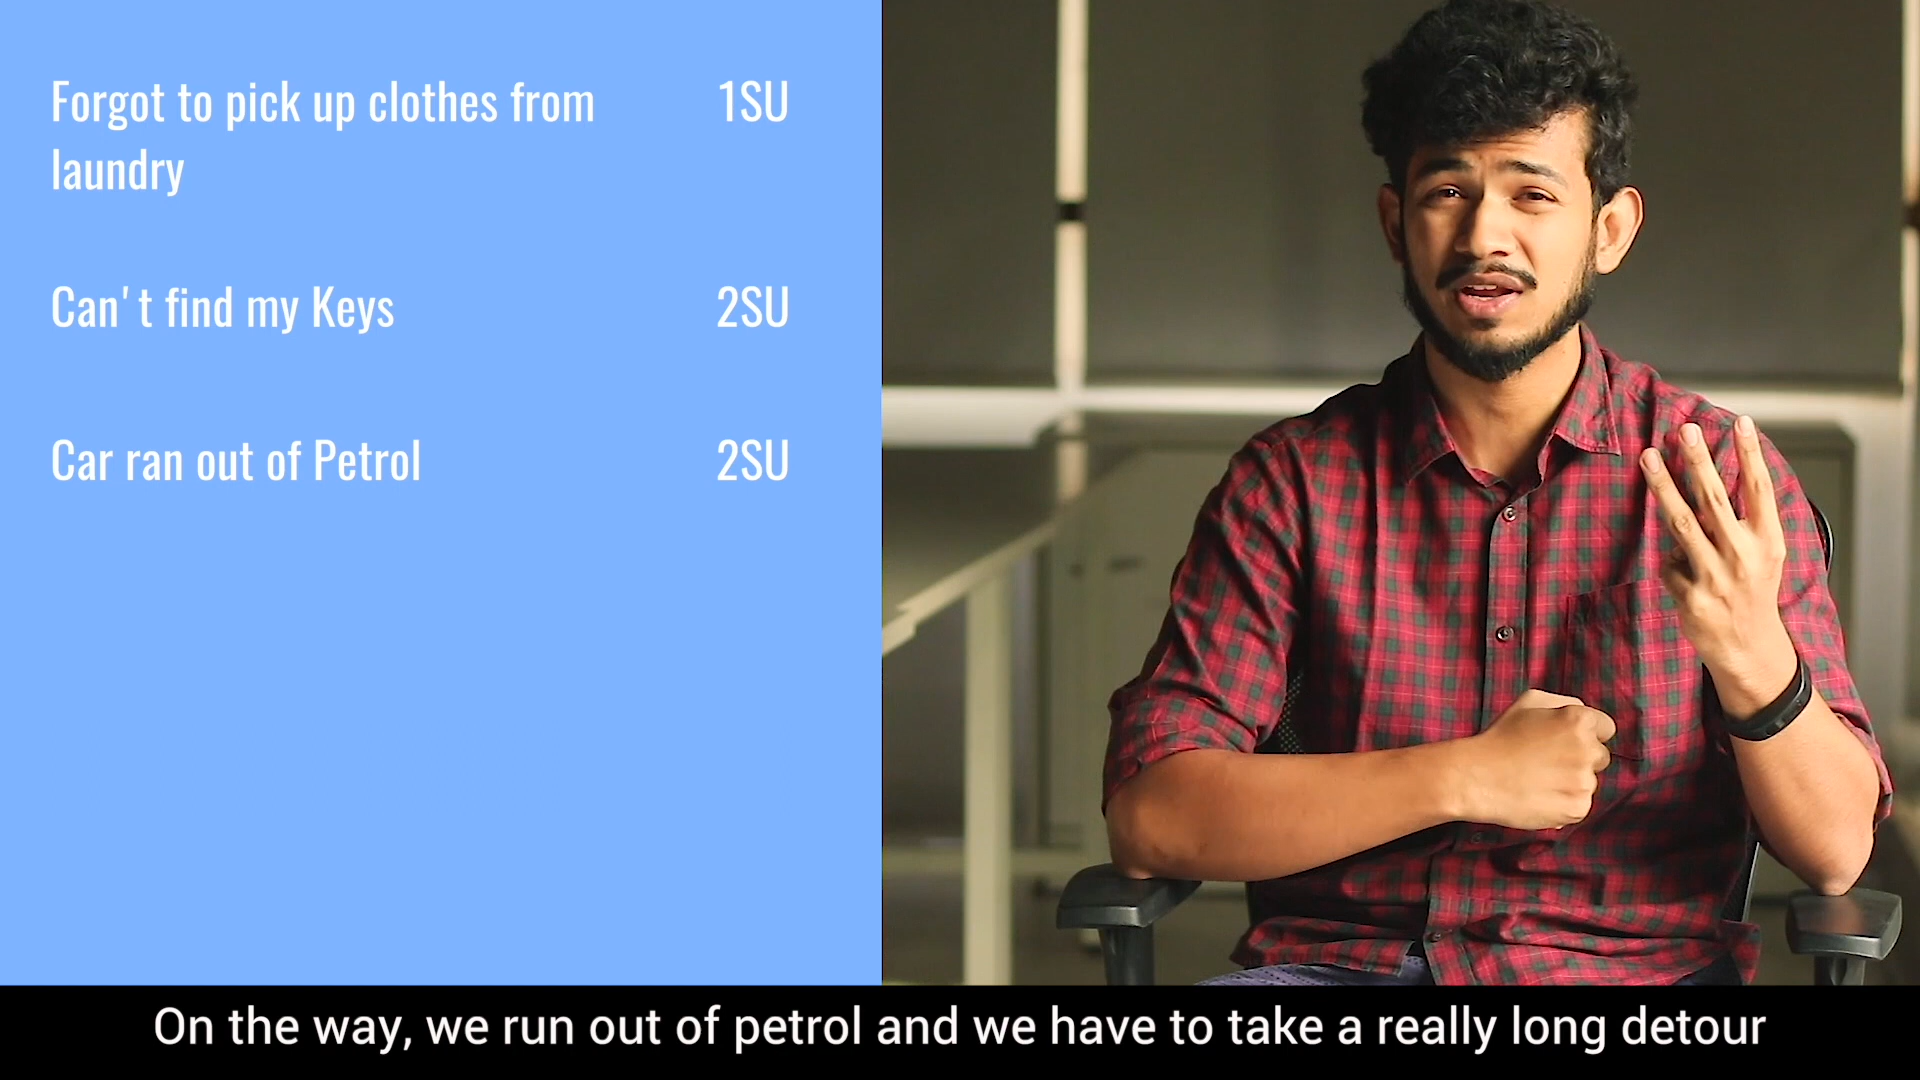 Forgot to pick up clothes from 1SU
laundry
Can't find my Keys 2SU
Car ran out of Petrol 2SU
On the way, we run out of petrol and we have to take a really long detour